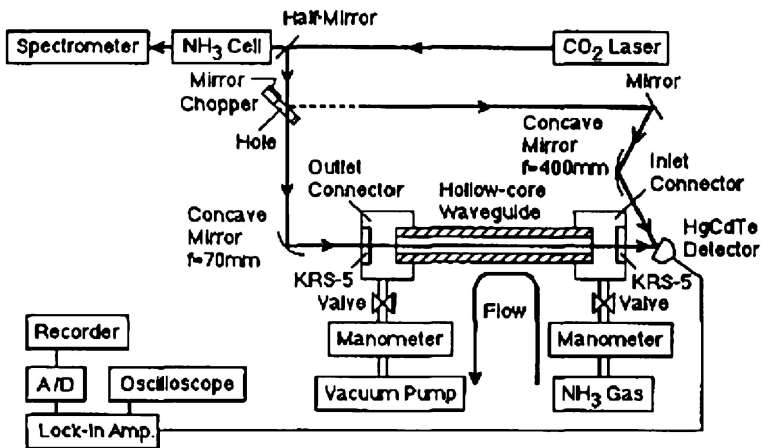 Half-Mirror
Spectrometer
NH3 Cell
CO2 Laser
Mirror
Chopper
Hole
Mirror
Concave
Mirror
f=400mm
Outlet
Connector
Hollow-core
Waveguide
Inlet
Connector
Concave
Mirror
f=70mm
HgCdTe
Detector
KRS-5
Valve
KRS-5
Valve
Flow
Manometer
Manometer
Vacuum Pump
NH3 Gas
Recorder
A/D
Oscilloscope
Lock-in Amp.